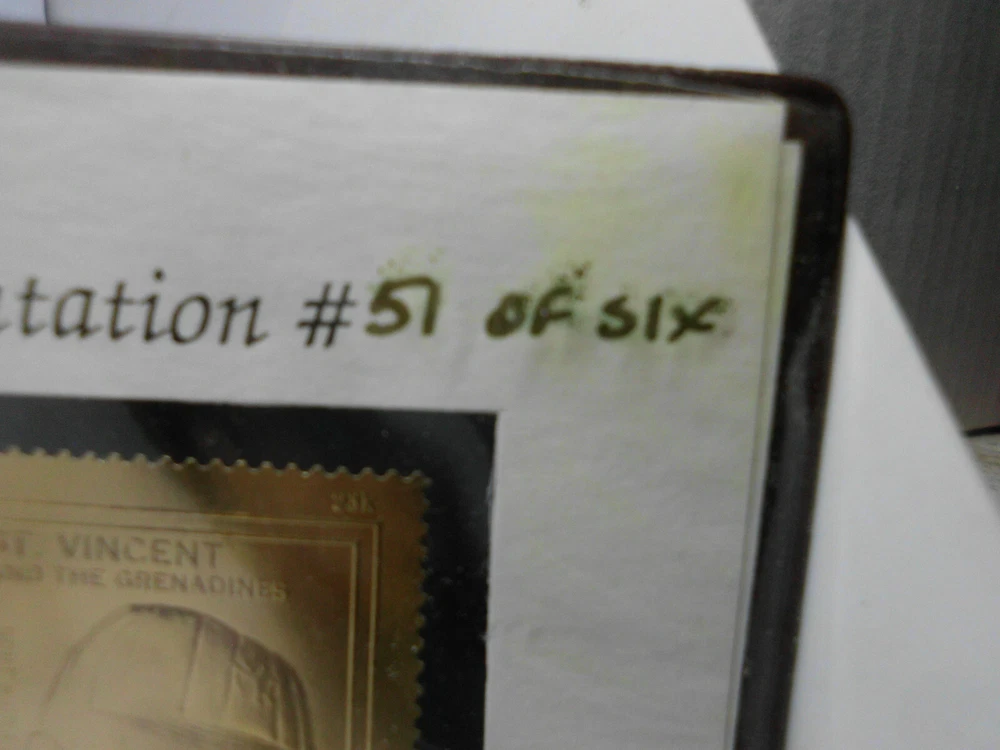 tation #51 OF SIX
23K
ST. VINCENT
AND THE GRENADINES